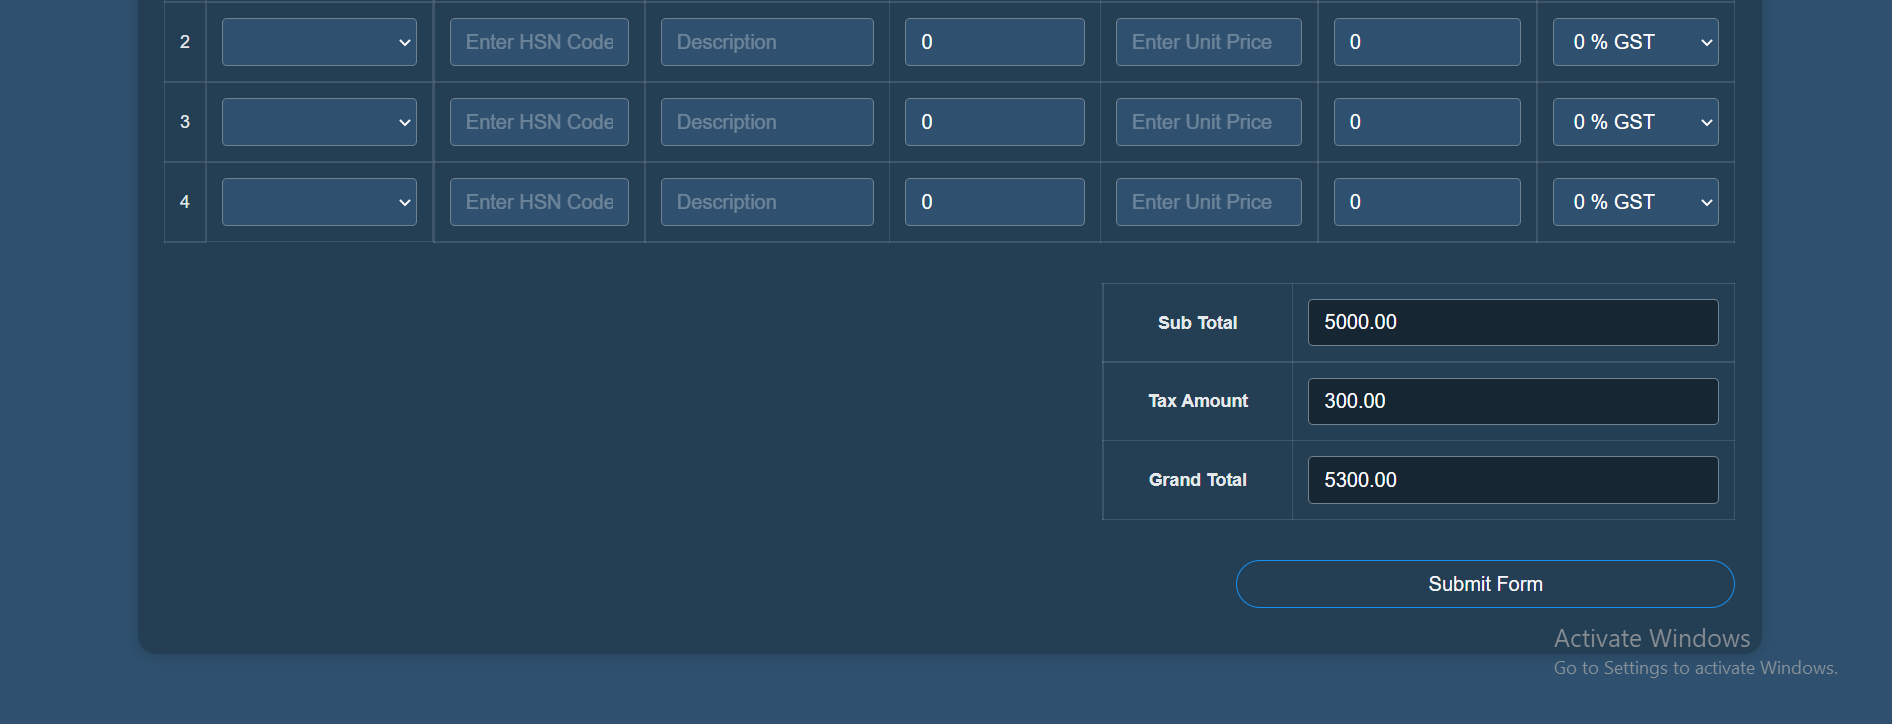 2 Enter HSN Code Description 0 Enter Unit Price 0 0 % GST
3 Enter HSN Code Description 0 Enter Unit Price 0 0 % GST
4 Enter HSN Code Description 0 Enter Unit Price 0 0 % GST
Sub Total 5000.00
Tax Amount 300.00
Grand Total 5300.00
Submit Form
Activate Windows
Go to Settings to activate Windows.